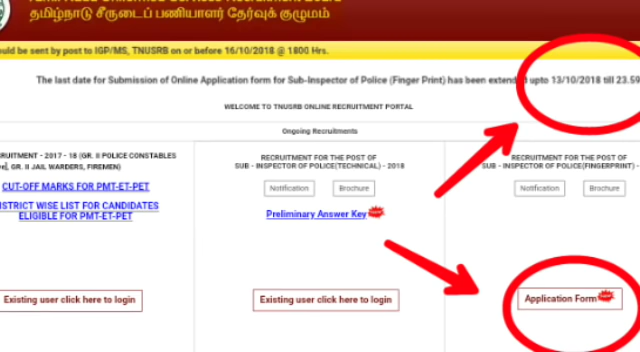 தமிழ்நாடு சீருடைப் பணியாளர் தேர்வுக் குழுமம்
be sent by post to IGP/MS, TNUSRB on or before 16/10/2018 @ 1800 Hrs.
The last date for Submission of Online Application form for Sub-Inspector of Police (Finger Print) has been upto 13/10/2018 till 23.59
WELCOME TO TNUSRB ONLINE RECRUITMENT PORTAL
Ongoing Recruitments
- 2017 - 18 (GR. II POLICE CONSTABLES
GR. II JAIL WARDERS, FIREMEN)
CUT-OFF MARKS FOR PMT-ET-PET
WISE LIST FOR CANDIDATES
ELIGIBLE FOR PMT-ET-PET
Existing user click here to login
RECRUITMENT FOR THE POST OF
SUB - INSPECTOR OF POLICE(TECHNICAL) - 2018
Notification Brochure
Preliminary Answer Key
Existing user click here to login
RECRUITMENT FOR THE POST OF
SUB - INSPECTOR OF POLICE(FINGERPRINT) -
Notification Brochure
Application Form